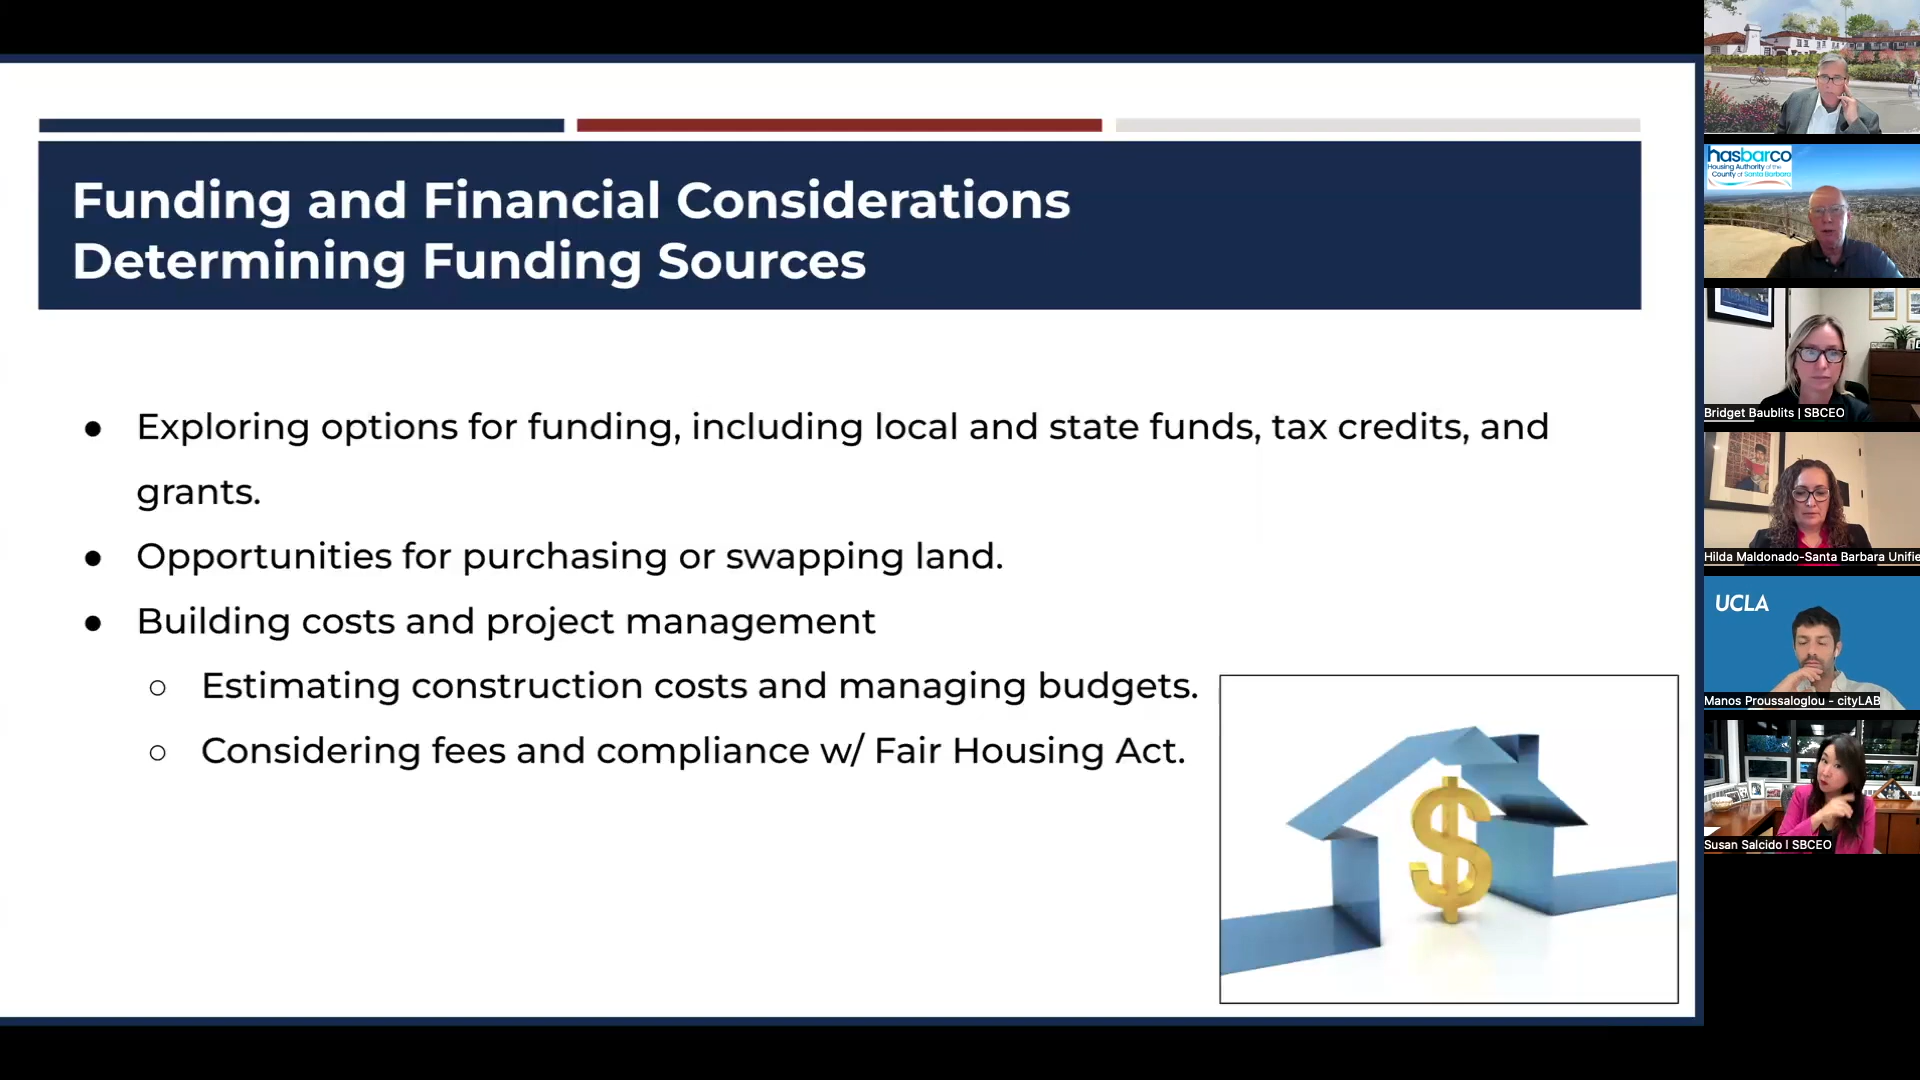 Funding and Financial Considerations
Determining Funding Sources
● Exploring options for funding, including local and state funds, tax credits, and
grants.
● Opportunities for purchasing or swapping land.
● Building costs and project management
○ Estimating construction costs and managing budgets.
○ Considering fees and compliance w/ Fair Housing Act.
$
hasbarco
Housing Authority of the
County of Santa Barbara
Bridget Baublits | SBCEO
Hilda Maldonado-Santa Barbara Unifie
UCLA
Manos Proussaloglou - cityLAB
Susan Salcido | SBCEO